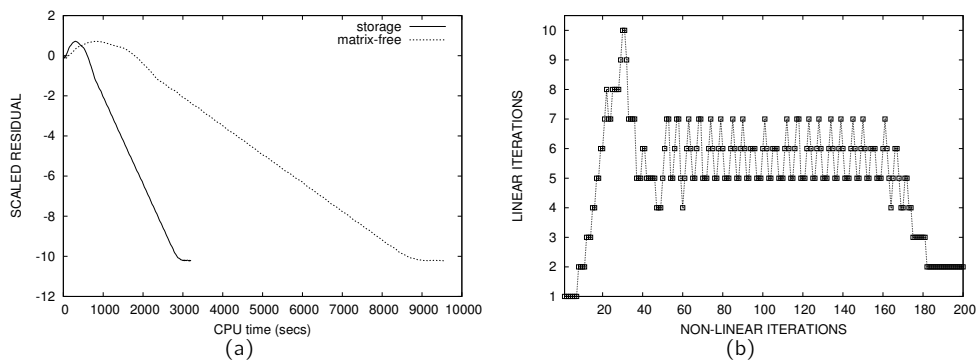 2
0
-2
-4
-6
-8
-10
-12
SCALED RESIDUAL
storage
matrix-free
0 1000 2000 3000 4000 5000 6000 7000 8000 9000 10000
CPU time (secs)
(a)
10
9
8
7
6
5
4
3
2
1
LINEAR ITERATIONS
20 40 60 80 100 120 140 160 180 200
NON-LINEAR ITERATIONS
(b)